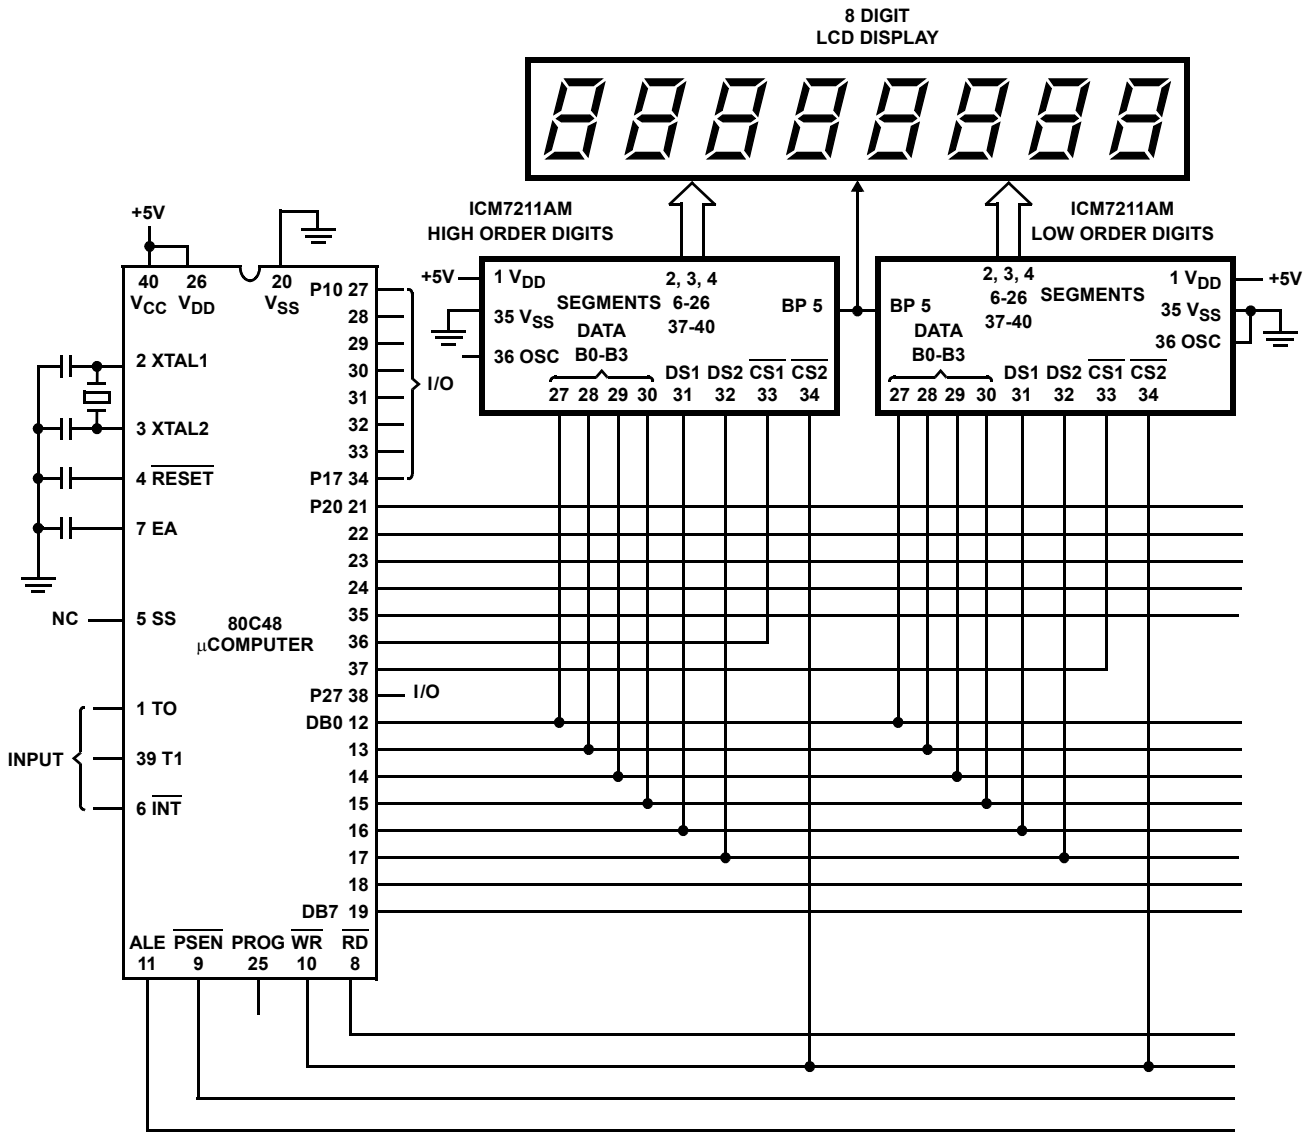 8 DIGIT
LCD DISPLAY
ICM7211AM
HIGH ORDER DIGITS
ICM7211AM
LOW ORDER DIGITS
+5V
40
VCC
26
VDD
20
VSS
P10 27
28
29
30
31
32
33
P17 34
I/O
P20 21
22
23
24
35
36
37
P27 38
I/O
DB0 12
13
14
15
16
17
18
DB7 19
2 XTAL1
3 XTAL2
4 RESET
7 EA
NC
5 SS
80C48
µCOMPUTER
INPUT
1 TO
39 T1
6 INT
ALE PSEN PROG WR RD
11 9 25 10 8
+5V
1 VDD
35 VSS
36 OSC
SEGMENTS
2, 3, 4
6-26
37-40
BP 5
DATA
B0-B3
DS1 DS2 CS1 CS2
27 28 29 30 31 32 33 34
BP 5
2, 3, 4
6-26
37-40
SEGMENTS
1 VDD
+5V
35 VSS
36 OSC
DATA
B0-B3
DS1 DS2 CS1 CS2
27 28 29 30 31 32 33 34